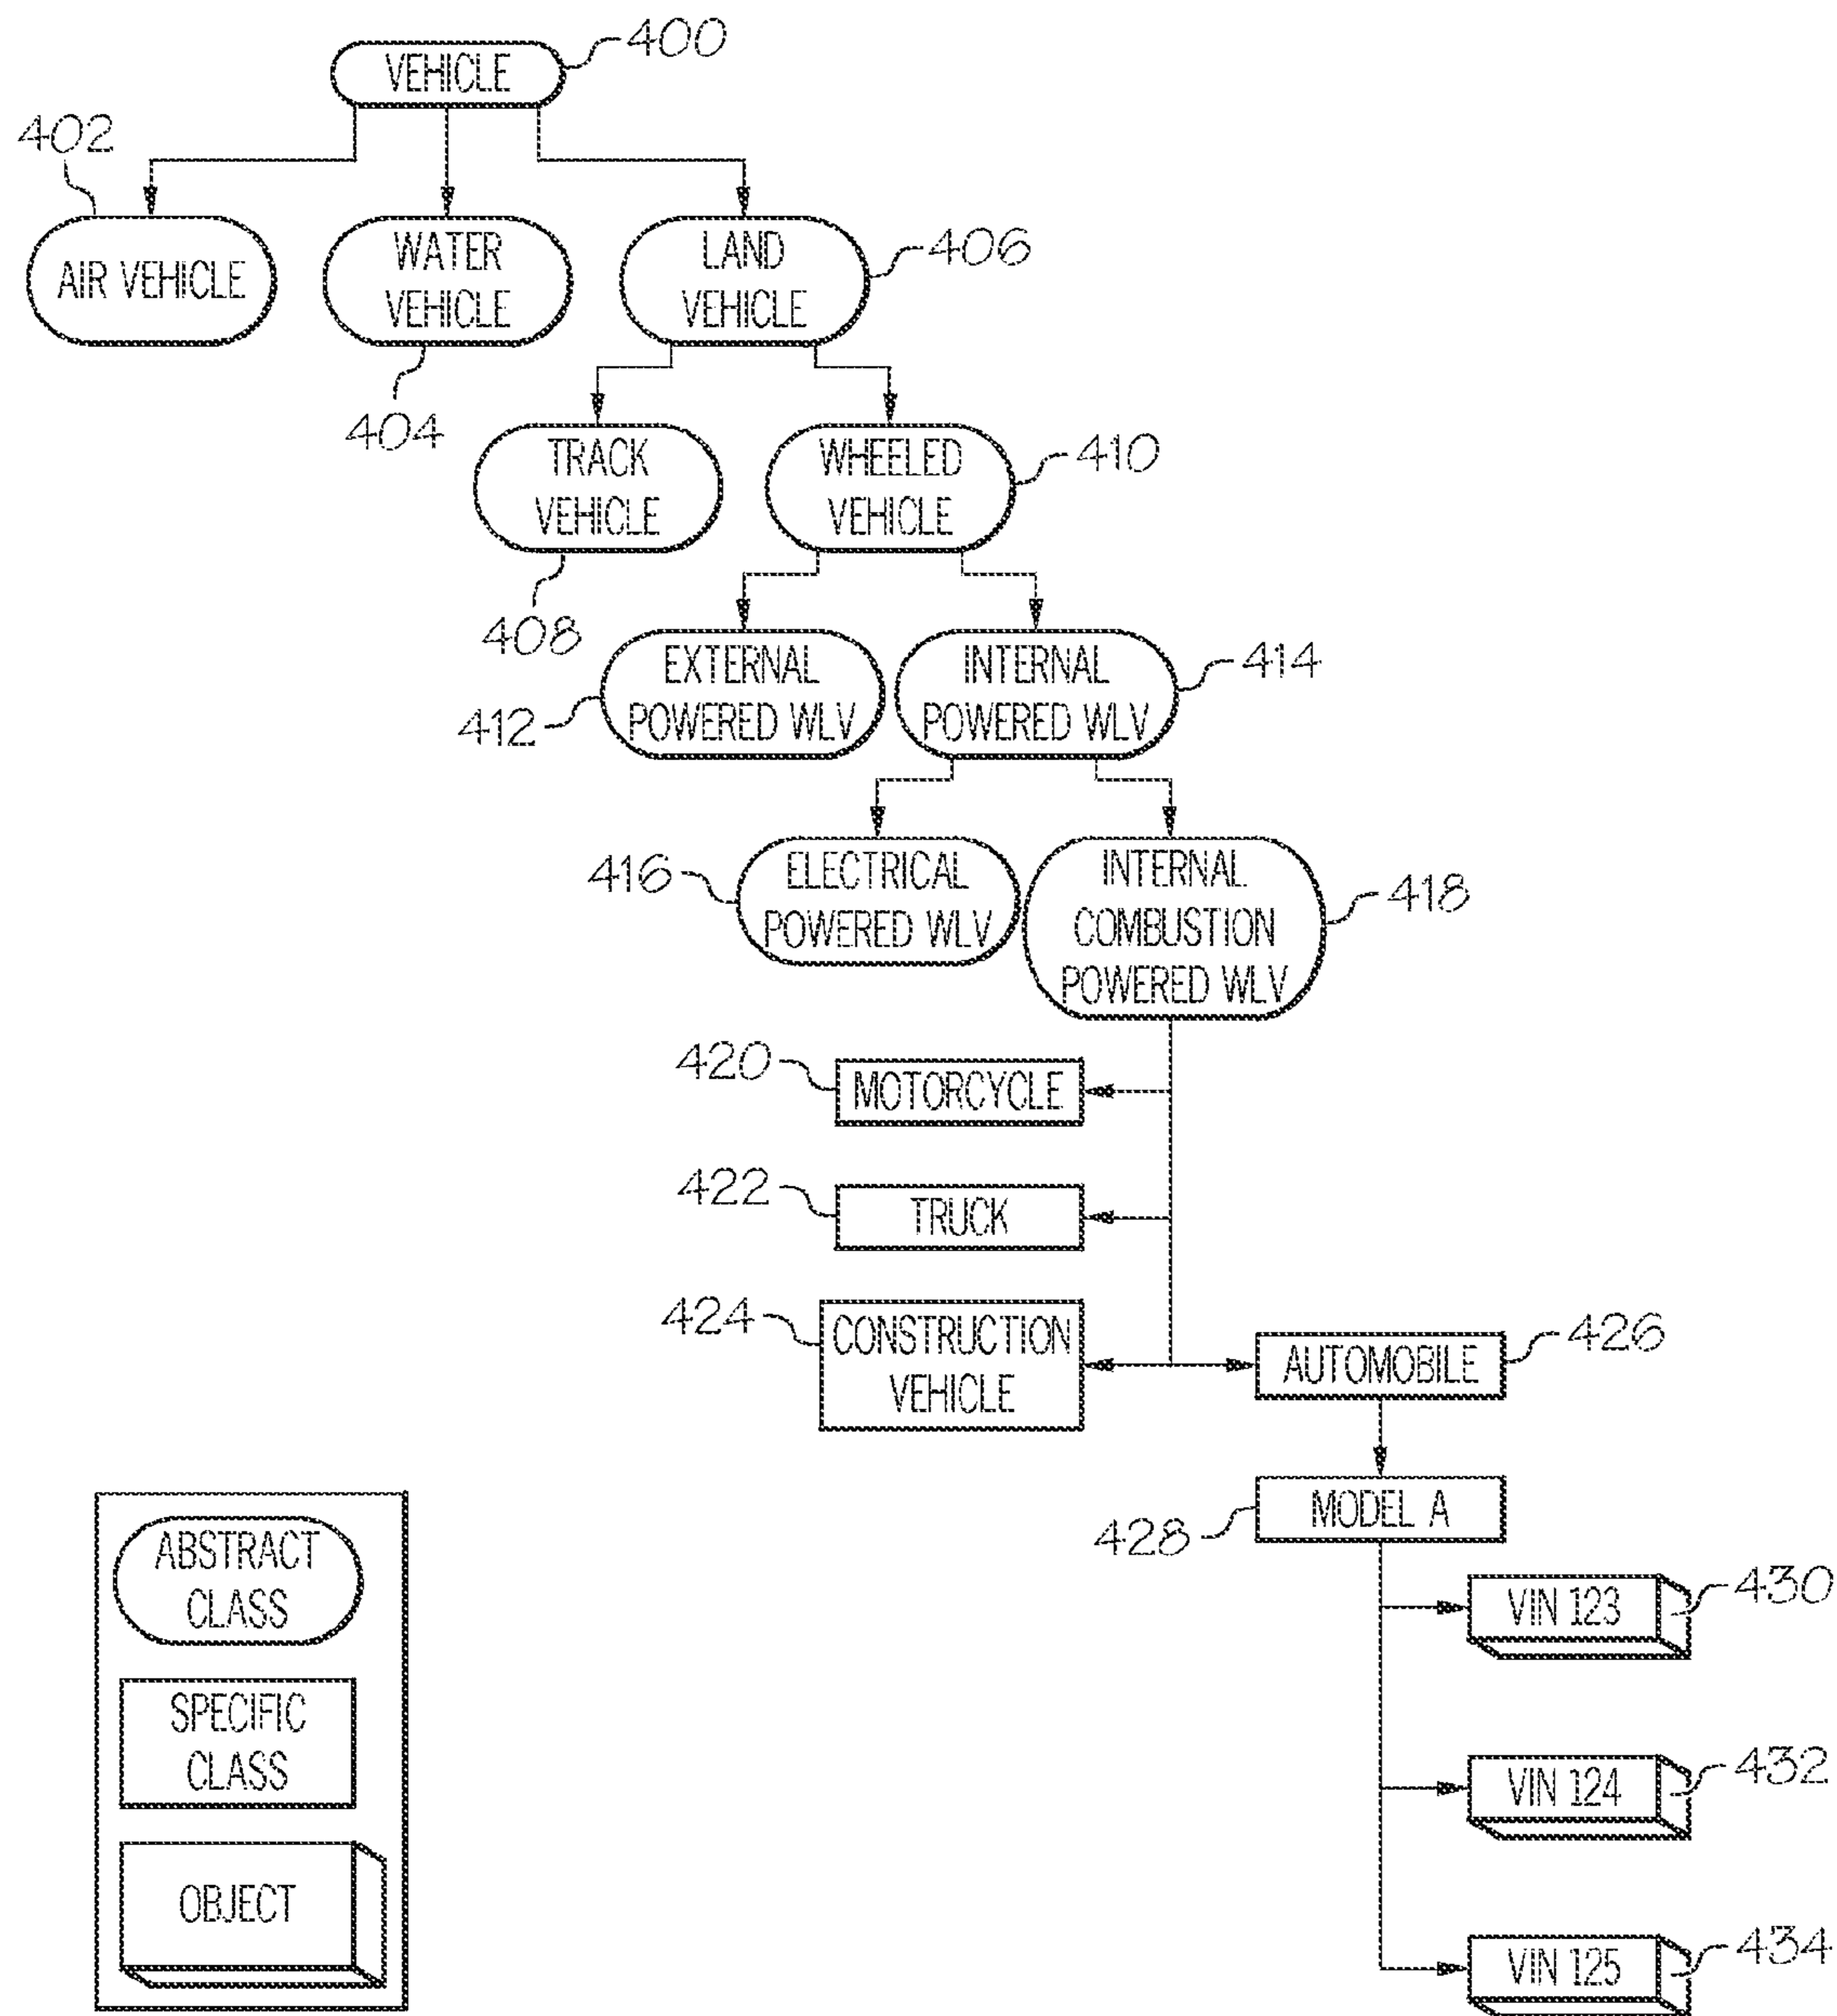 VEHICLE
400
402
AIR VEHICLE
WATER
VEHICLE
404
LAND
VEHICLE
406
TRACK
VEHICLE
408
WHEELED
VEHICLE
410
EXTERNAL
POWERED WLV
412
INTERNAL
POWERED WLV
414
416
ELECTRICAL
POWERED WLV
INTERNAL
COMBUSTION
POWERED WLV
418
420
MOTORCYCLE
422
TRUCK
424
CONSTRUCTION
VEHICLE
AUTOMOBILE
426
MODEL A
428
VIN 123
430
VIN 124
432
VIN 125
434
ABSTRACT
CLASS
SPECIFIC
CLASS
OBJECT